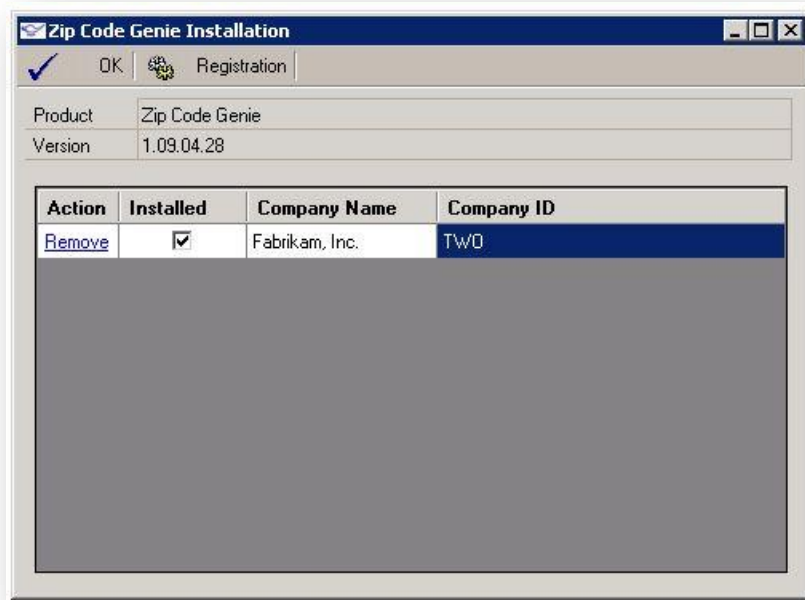 Zip Code Genie Installation
OK Registration
Product Zip Code Genie
Version 1.09.04.28
Action Installed Company Name Company ID
Remove Fabrikam, Inc. TWO